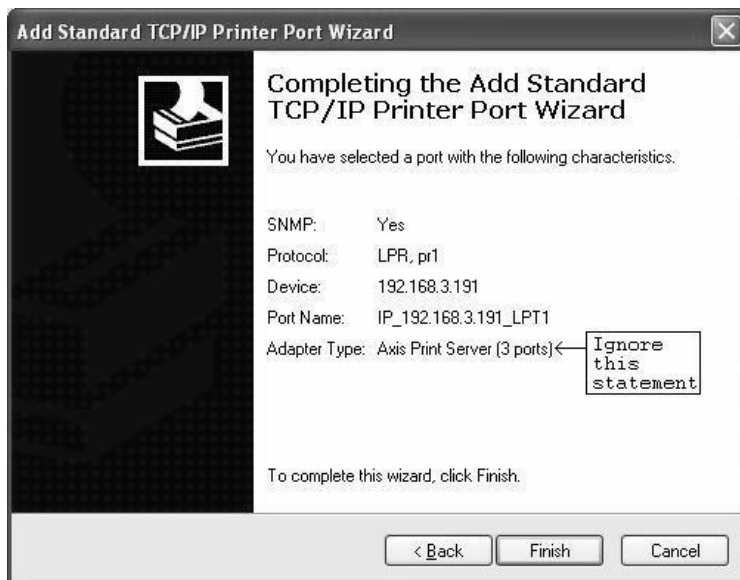 Add Standard TCP/IP Printer Port Wizard
Completing the Add Standard
TCP/IP Printer Port Wizard
You have selected a port with the following characteristics.
SNMP: Yes
Protocol: LPR, pr1
Device: 192.168.3.191
Port Name: IP_192.168.3.191_LPT1
Adapter Type: Axis Print Server (3 ports)
Ignore
this
statement
To complete this wizard, click Finish.
< Back Finish Cancel